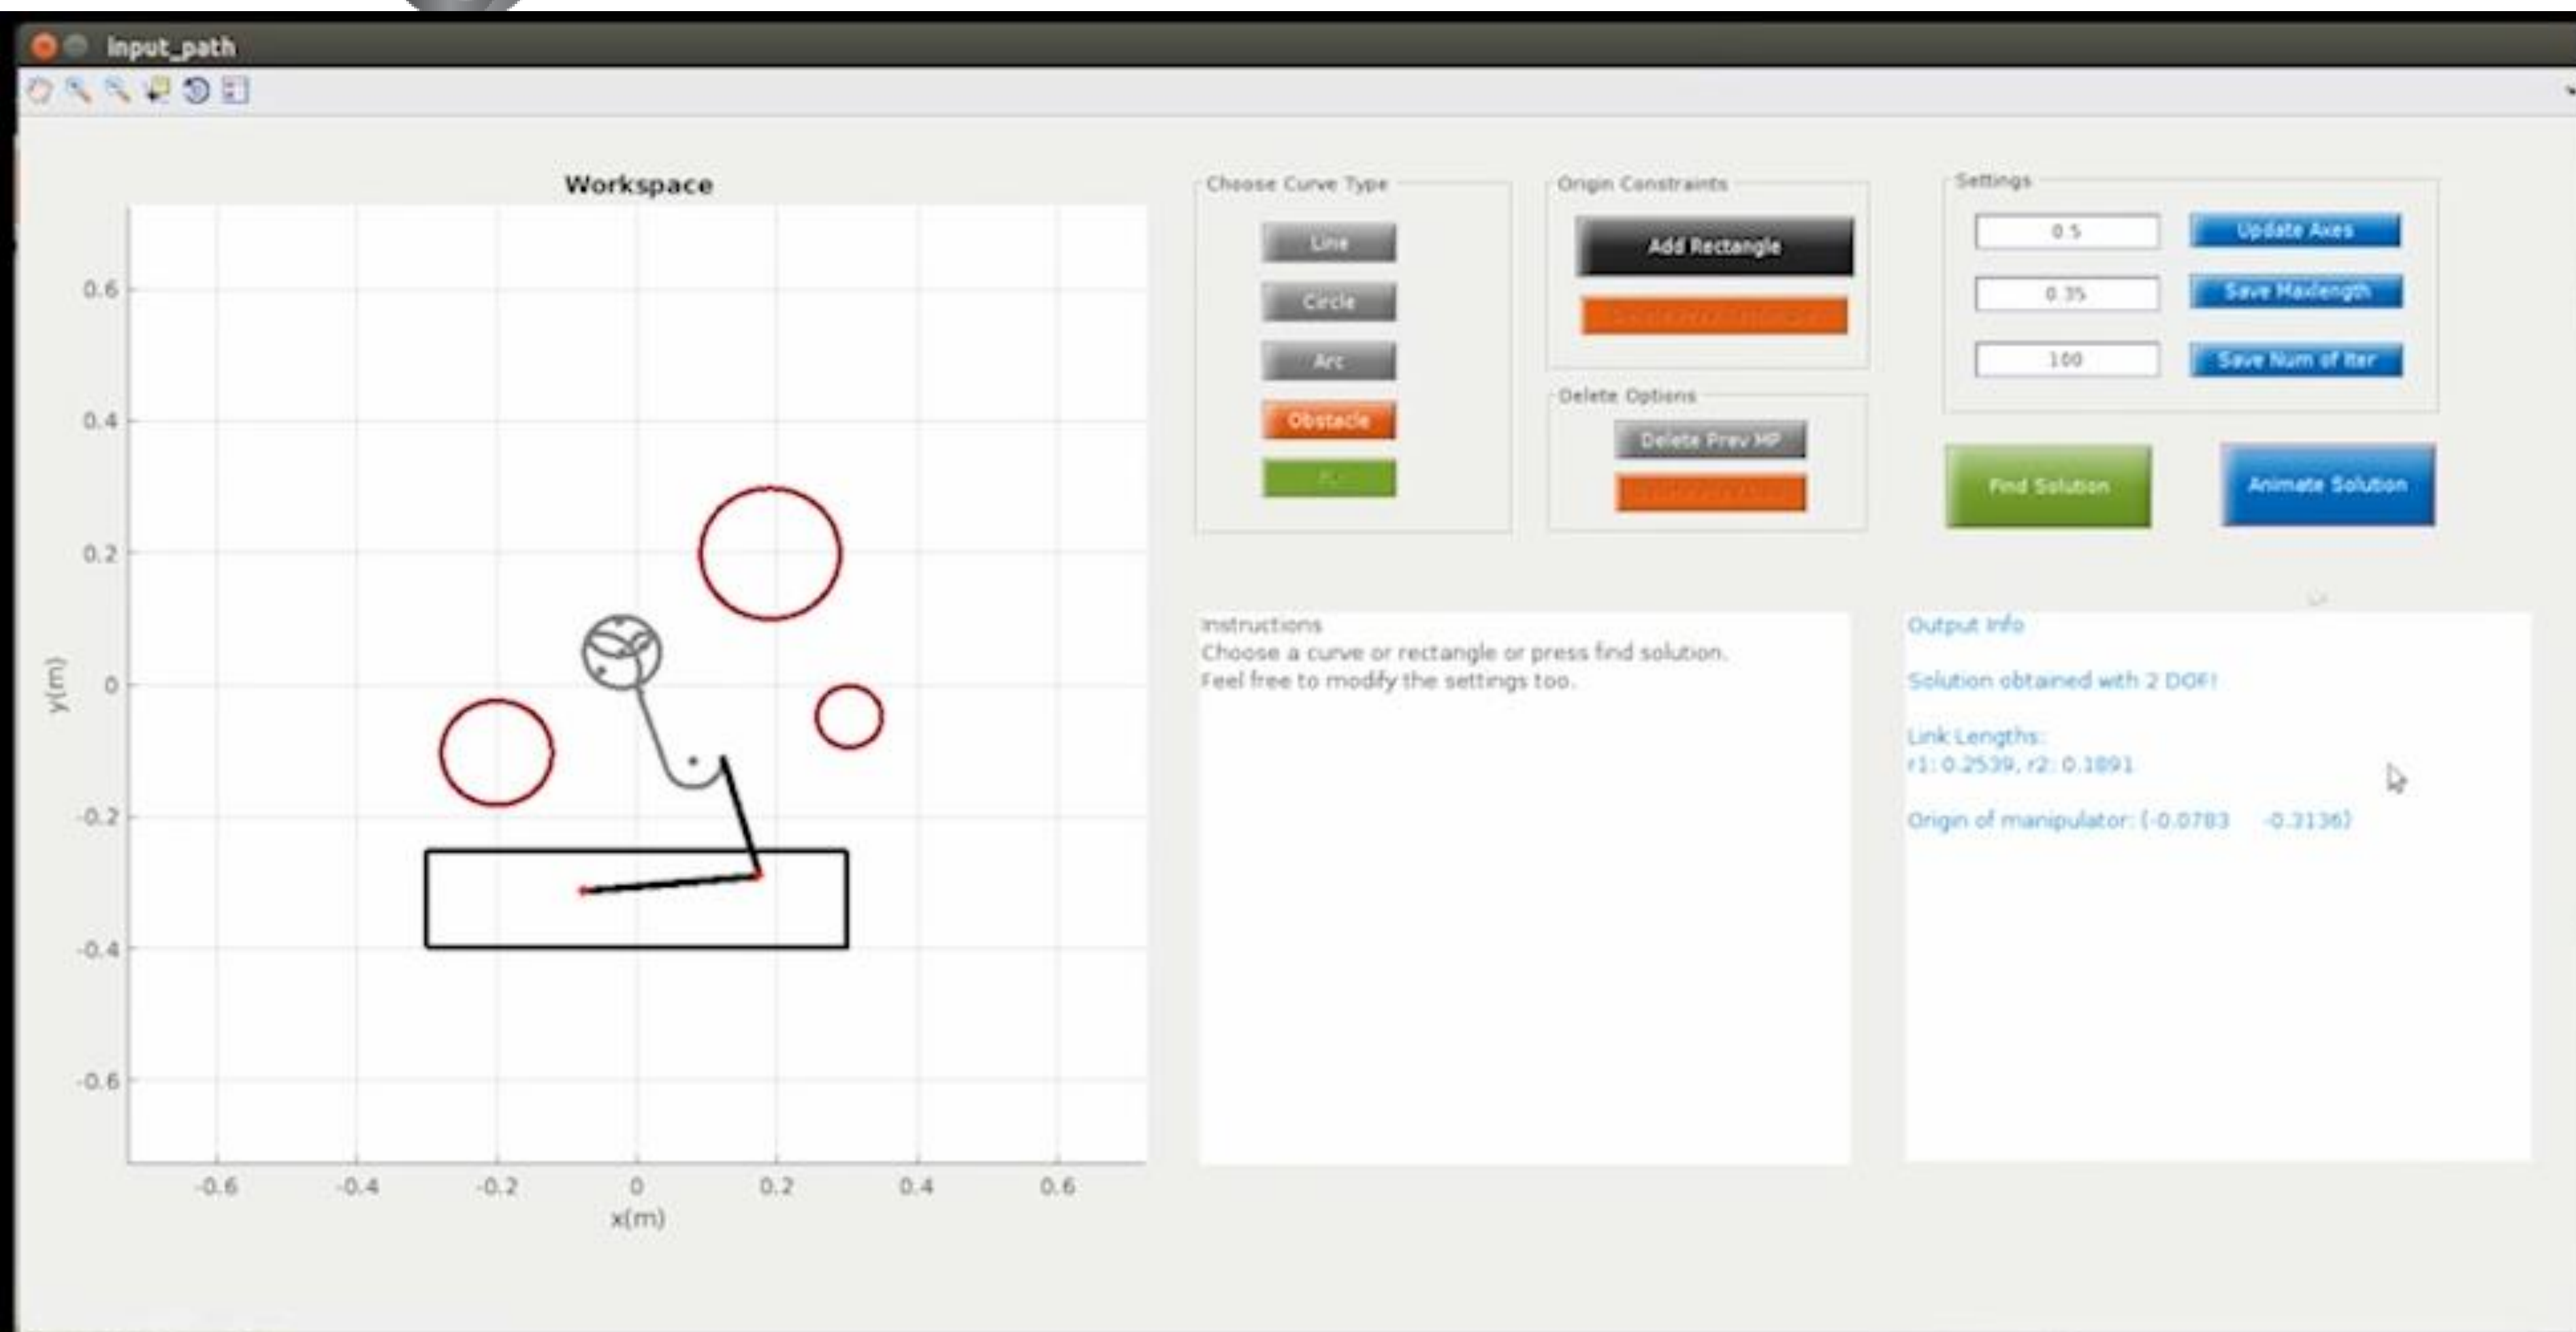 input_path
Workspace
0.6
0.4
0.2
0
-0.2
-0.4
-0.6
y(m)
-0.6
-0.4
-0.2
0
0.2
0.4
0.6
x(m)
Choose Curve Type
Line
Circle
Arc
Obstacle
Origin Constraints
Add Rectangle
Delete Options
Delete Prev MP
Settings
0.5
Update Axes
0.35
Save Maxlength
100
Save Num of Iter
Find Solution
Animate Solution
Instructions
Choose a curve or rectangle or press find solution.
Feel free to modify the settings too.
Output Info
Solution obtained with 2 DOF!
Link Lengths:
r1: 0.2539, r2: 0.1891
Origin of manipulator: (-0.0783 -0.3136)